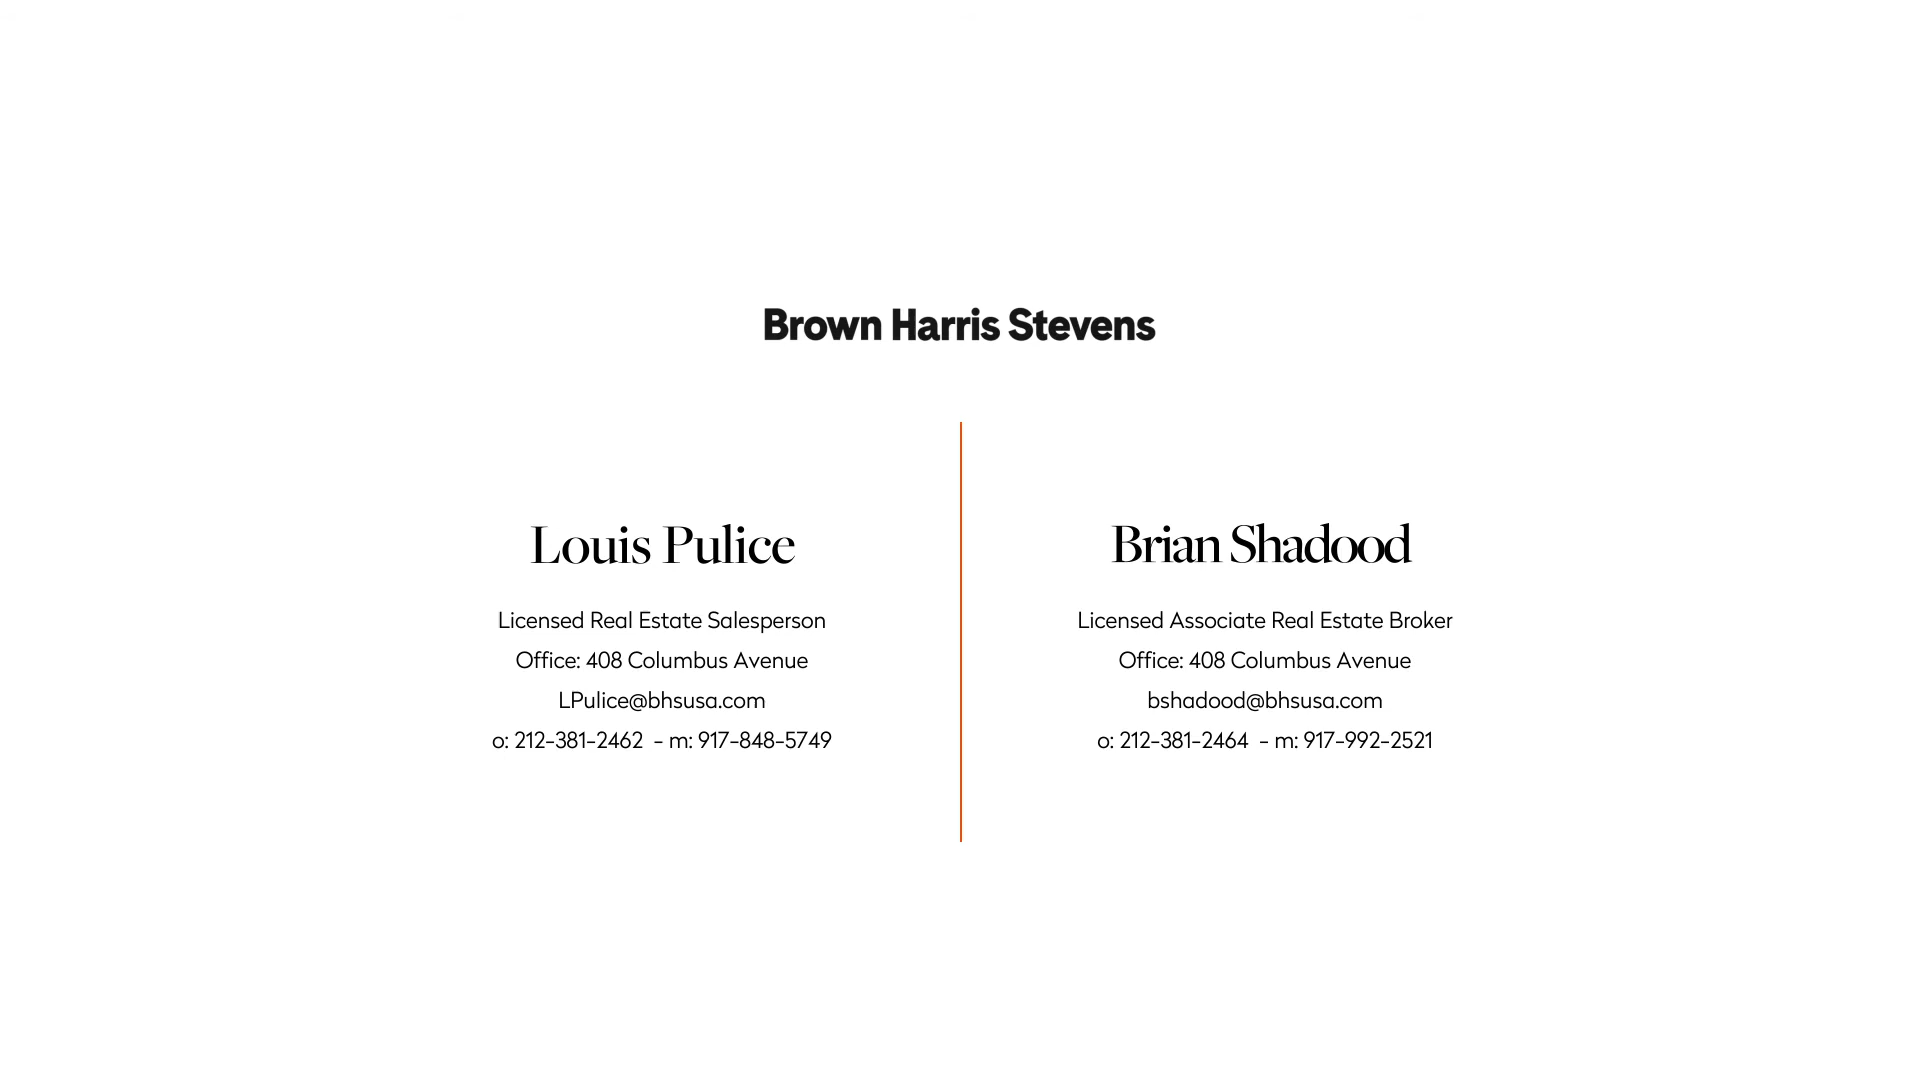 Brown Harris Stevens
Louis Pulice
Licensed Real Estate Salesperson
Office: 408 Columbus Avenue
LPulice@bhsusa.com
o: 212-381-2462 - m: 917-848-5749
Brian Shadood
Licensed Associate Real Estate Broker
Office: 408 Columbus Avenue
bshadood@bhsusa.com
o: 212-381-2464 - m: 917-992-2521